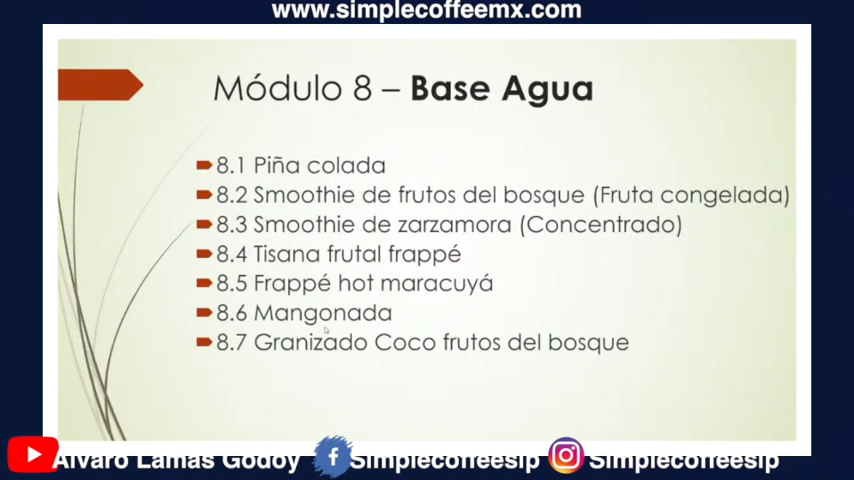 www.simplecoffeemx.com
Módulo 8 – Base Agua
8.1 Piña colada
8.2 Smoothie de frutos del bosque (Fruta congelada)
8.3 Smoothie de zarzamora (Concentrado)
8.4 Tisana frutal frappé
8.5 Frappé hot maracuyá
8.6 Mangonada
8.7 Granizado Coco frutos del bosque
Alvaro Lamas Godoy Simplecoffeeslp Simplecoffeeslp